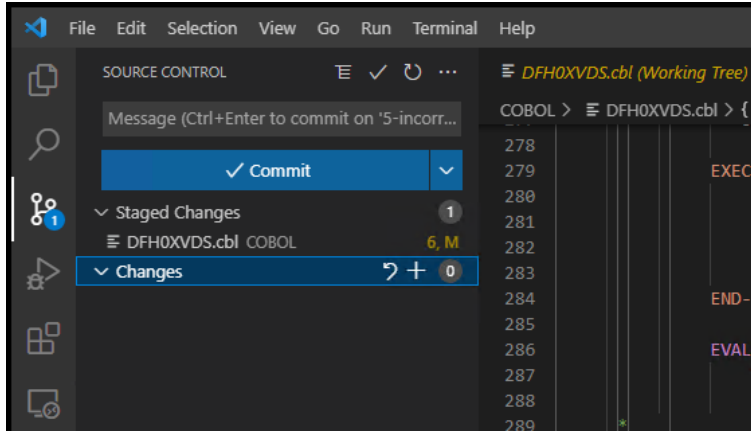 File Edit Selection View Go Run Terminal Help
SOURCE CONTROL
DFH0XVDS.cbl (Working Tree)
Message (Ctrl+Enter to commit on '5-incorr...
COBOL > DFH0XVDS.cbl > {
278
Commit
279 EXEC
280
Staged Changes 1
281
DFH0XVDS.cbl COBOL 6, M
282
Changes 0
283
284 END-
285
286 EVAL
287
288
289 *
1